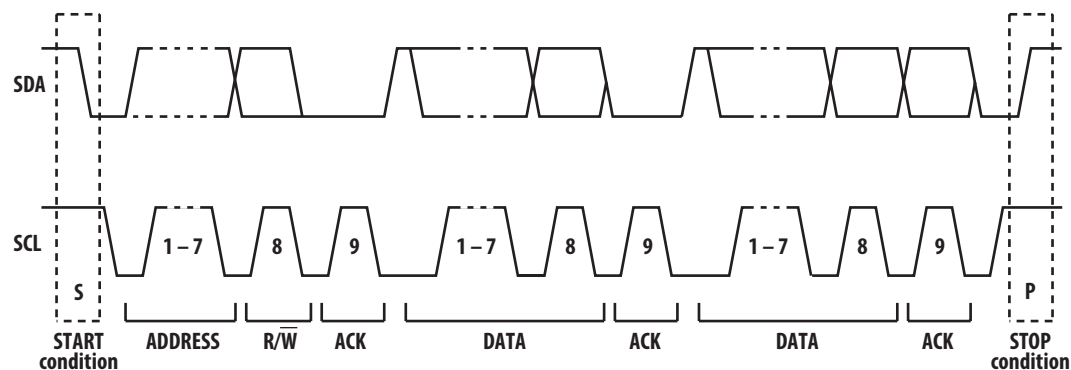 SDA
SCL
1 – 7 8 9 1 – 7 8 9 1 – 7 8 9
S P
START condition ADDRESS R/W̅ ACK DATA ACK DATA ACK STOP condition